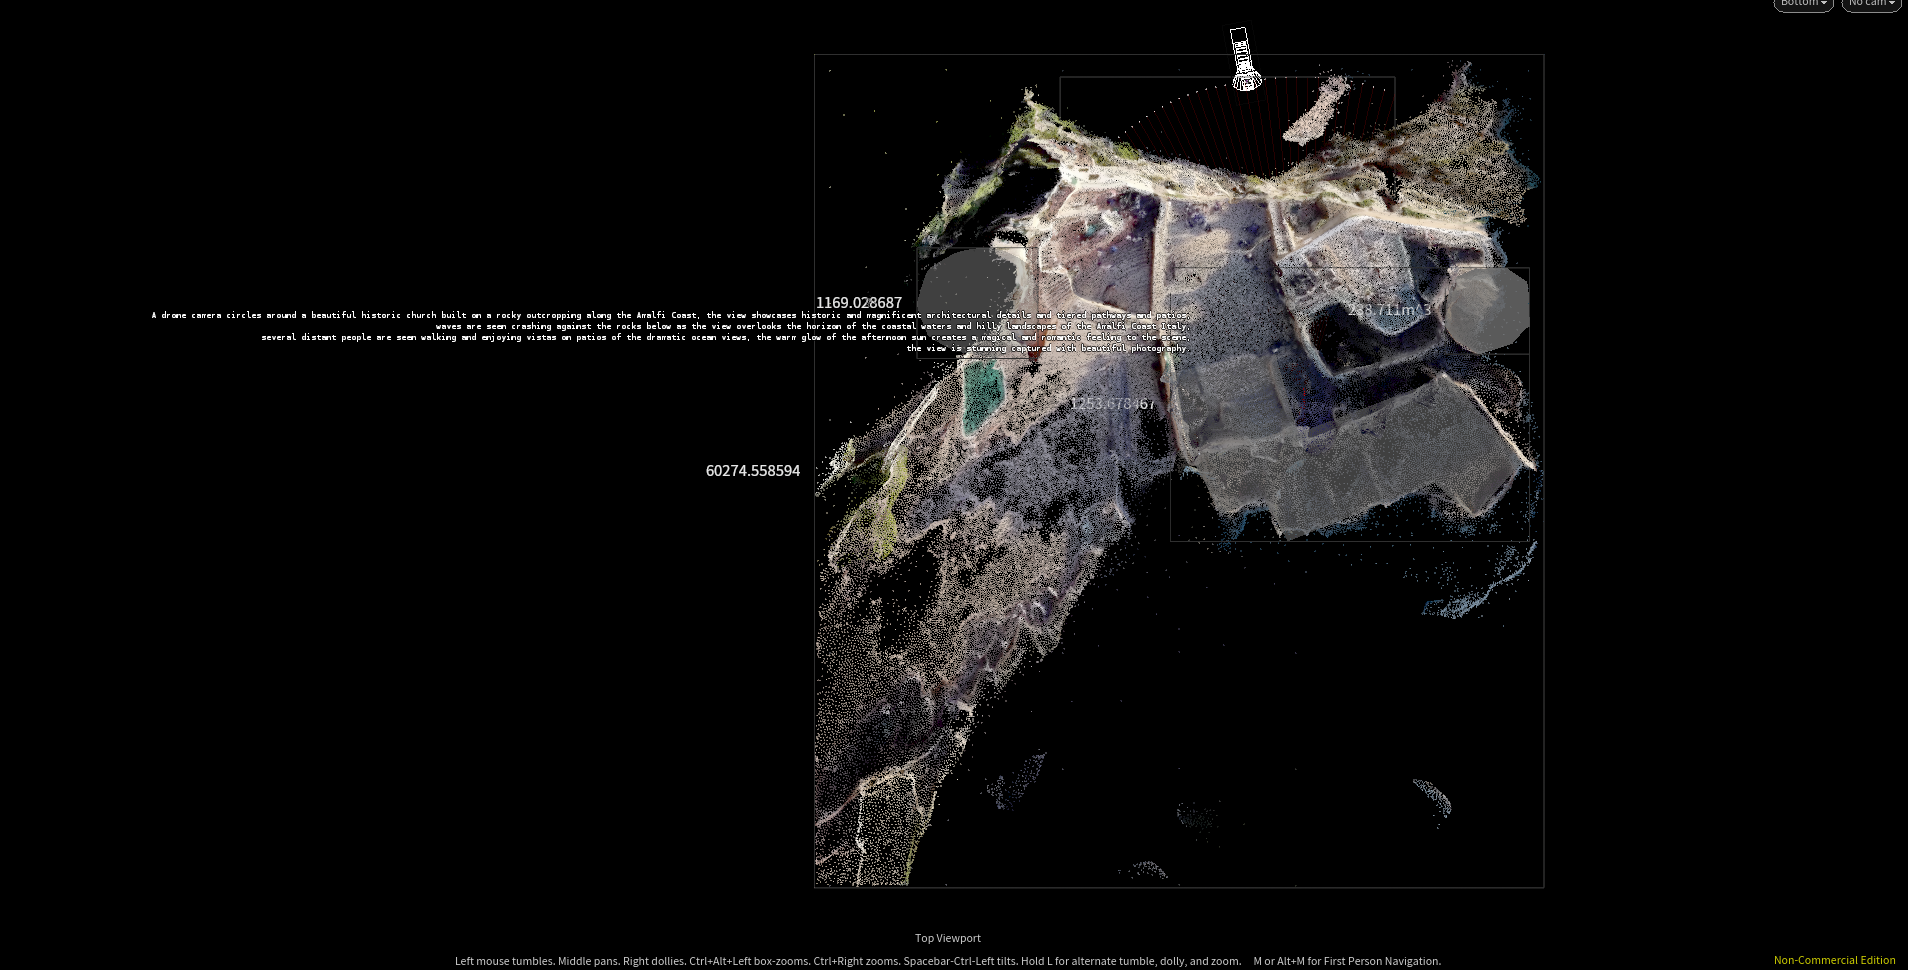 Bottom
No cam
1169.028687
A drone camera circles around a beautiful historic church built on a rocky outcropping along the Amalfi Coast, the view showcases historic and magnificent architectural details and tiered pathways and patios,
waves are seen crashing against the rocks below as the view overlooks the horizon of the coastal waters and hilly landscapes of the Amalfi Coast Italy,
several distant people are seen walking and enjoying vistas on patios of the dramatic ocean views, the warm glow of the afternoon sun creates a magical and romantic feeling to the scene,
the view is stunning captured with beautiful photography.
1253.678467
60274.558594
Top Viewport
Left mouse tumbles. Middle pans. Right dollies. Ctrl+Alt+Left box-zooms. Ctrl+Right zooms. Spacebar-Ctrl-Left tilts. Hold L for alternate tumble, dolly, and zoom. M or Alt+M for First Person Navigation.
Non-Commercial Edition